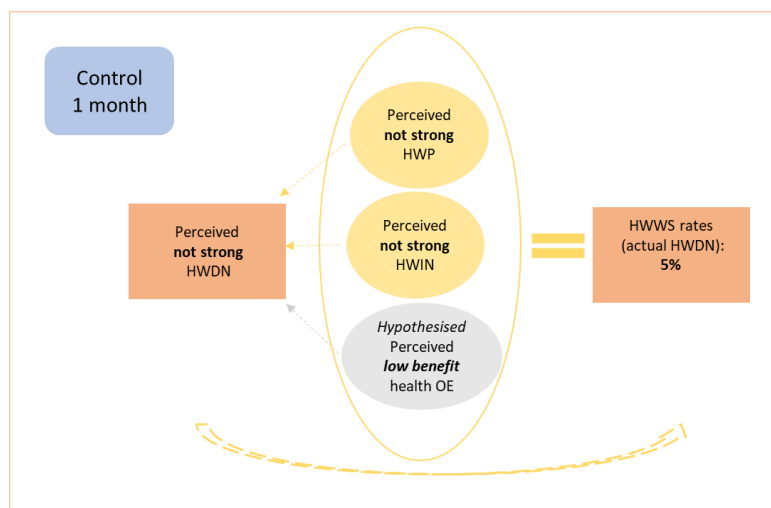 Control
1 month
Perceived
not strong
HWP
Perceived
not strong
HWDN
Perceived
not strong
HWIN
HWWS rates
(actual HWDN):
5%
Hypothesised
Perceived
low benefit
health OE